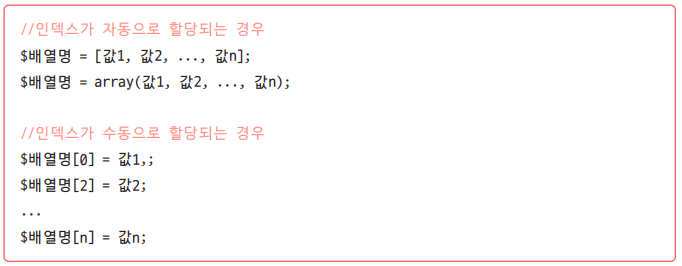 //인덱스가 자동으로 할당되는 경우
$배열명 = [값1, 값2, ..., 값n];
$배열명 = array(값1, 값2, ..., 값n);
//인덱스가 수동으로 할당되는 경우
$배열명[0] = 값1,;
$배열명[2] = 값2;
...
$배열명[n] = 값n;